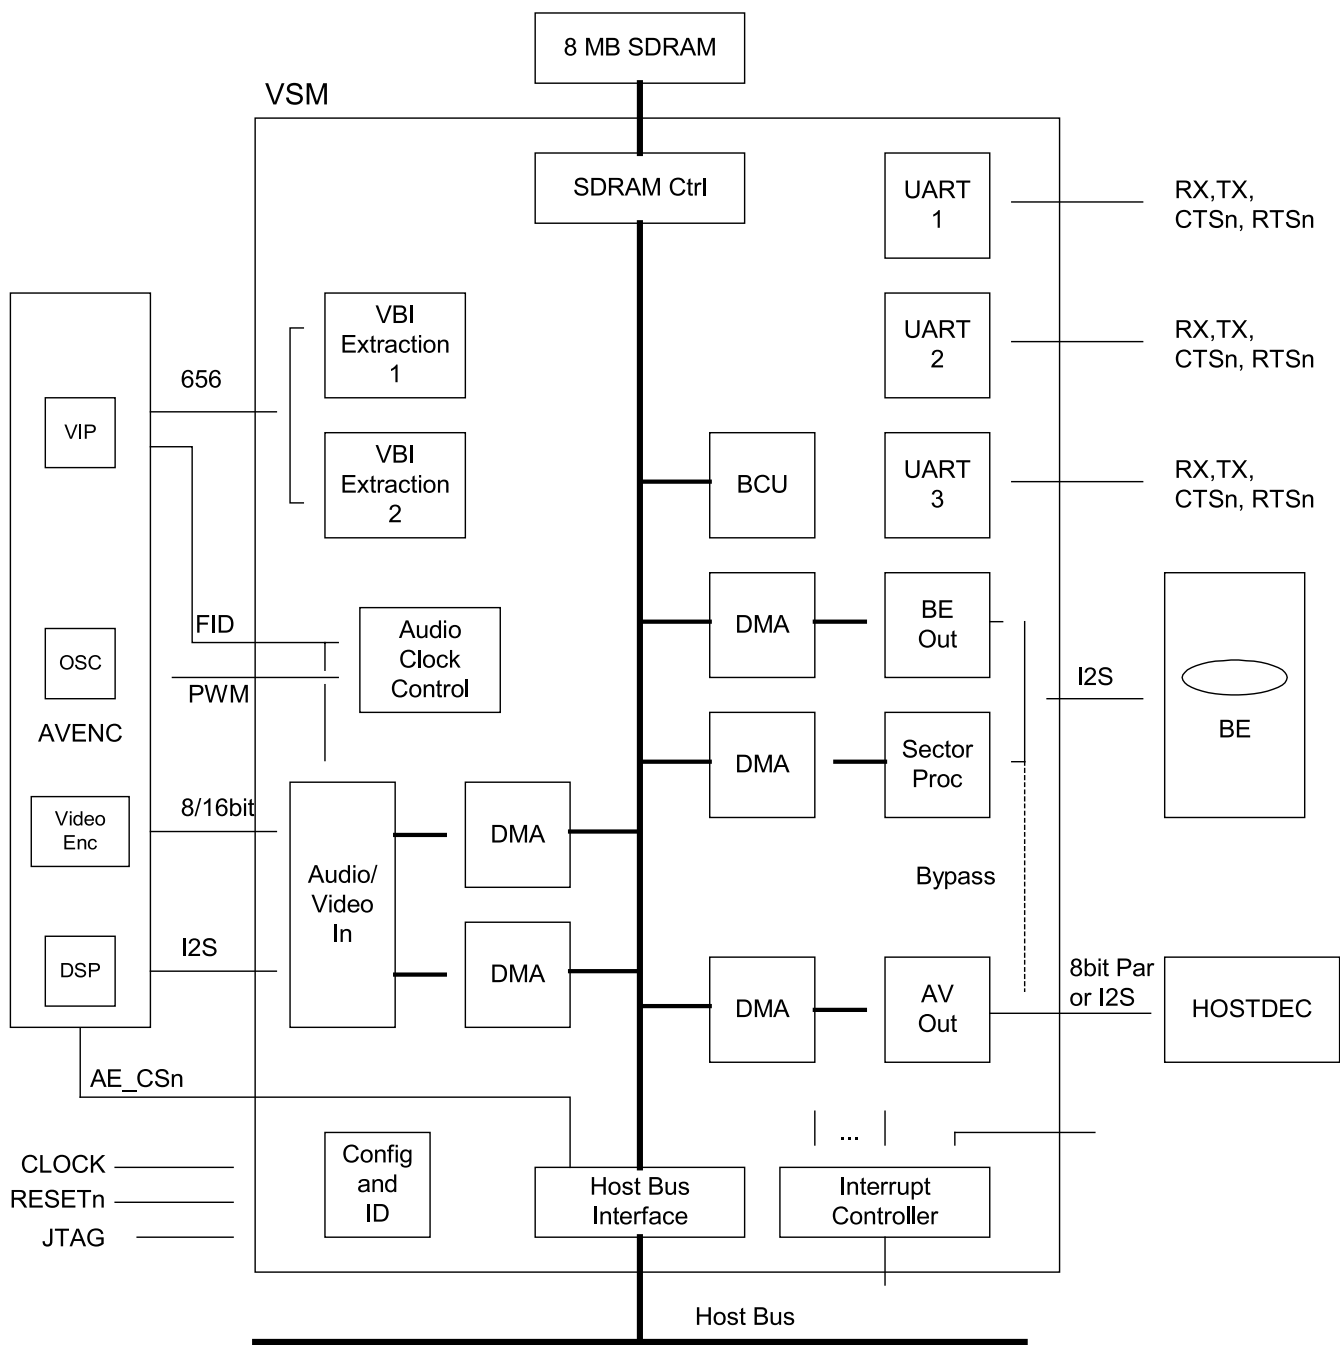 8 MB SDRAM
VSM
SDRAM Ctrl
UART
1
RX,TX,
CTSn, RTSn
VBI
Extraction
1
UART
2
RX,TX,
CTSn, RTSn
656
VIP
VBI
Extraction
2
BCU
UART
3
RX,TX,
CTSn, RTSn
FID
OSC
PWM
AVENC
Audio
Clock
Control
DMA
BE
Out
I2S
BE
DMA
Sector
Proc
8/16bit
Video
Enc
Audio/
Video
In
DMA
Bypass
I2S
DSP
DMA
DMA
AV
Out
8bit Par
or I2S
HOSTDEC
AE_CSn
...
CLOCK
RESETn
JTAG
Config
and
ID
Host Bus
Interface
Interrupt
Controller
Host Bus